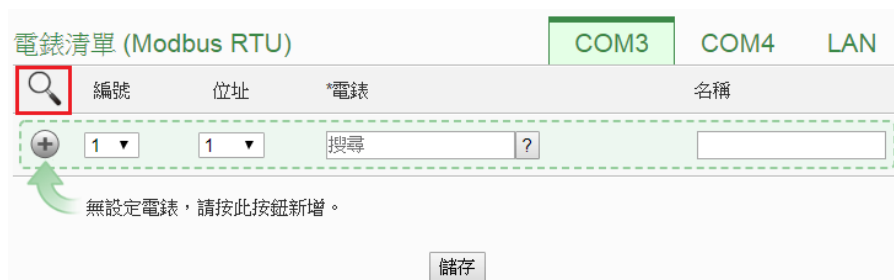 電錶清單 (Modbus RTU) COM3 COM4 LAN
編號 位址 *電錶 名稱
1 ▼ 1 ▼ 搜尋 ?
無設定電錶，請按此按鈕新增。
儲存